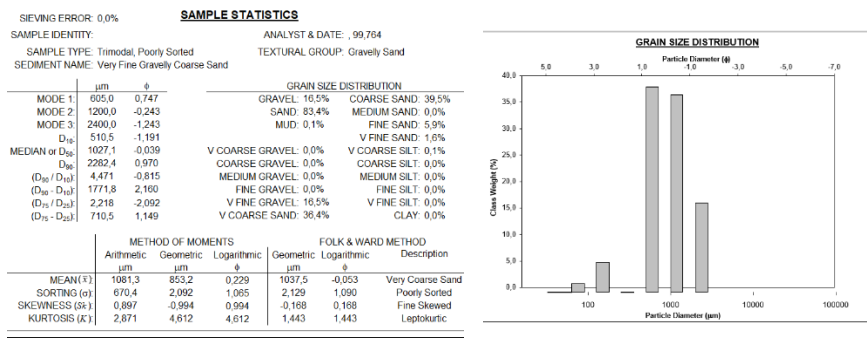 SAMPLE STATISTICS
SIEVING ERROR: 0,0%
SAMPLE IDENTITY: ANALYST & DATE: , 99,764
SAMPLE TYPE: Trimodal, Poorly Sorted TEXTURAL GROUP: Gravelly Sand
SEDIMENT NAME: Very Fine Gravelly Coarse Sand
µm ϕ GRAIN SIZE DISTRIBUTION
MODE 1: 605,0 0,747 GRAVEL: 16,5% COARSE SAND: 39,5%
MODE 2: 1200,0 -0,243 SAND: 83,4% MEDIUM SAND: 0,0%
MODE 3: 2400,0 -1,243 MUD: 0,1% FINE SAND: 5,9%
D10: 510,5 -1,191 V FINE SAND: 1,6%
MEDIAN or D50: 1027,1 -0,039 V COARSE GRAVEL: 0,0% V COARSE SILT: 0,1%
D90: 2282,4 0,970 COARSE GRAVEL: 0,0% COARSE SILT: 0,0%
(D90 / D10): 4,471 -0,815 MEDIUM GRAVEL: 0,0% MEDIUM SILT: 0,0%
(D90 - D10): 1771,8 2,160 FINE GRAVEL: 0,0% FINE SILT: 0,0%
(D75 / D25): 2,218 -2,092 V FINE GRAVEL: 16,5% V FINE SILT: 0,0%
(D75 - D25): 710,5 1,149 V COARSE SAND: 36,4% CLAY: 0,0%
METHOD OF MOMENTS FOLK & WARD METHOD
Arithmetic Geometric Logarithmic Geometric Logarithmic Description
µm µm ϕ µm ϕ
MEAN (x̄): 1081,3 853,2 0,229 1037,5 -0,053 Very Coarse Sand
SORTING (σ): 670,4 2,092 1,065 2,129 1,090 Poorly Sorted
SKEWNESS (Sk): 0,897 -0,994 0,994 -0,168 0,168 Fine Skewed
KURTOSIS (K): 2,871 4,612 4,612 1,443 1,443 Leptokurtic
GRAIN SIZE DISTRIBUTION
Particle Diameter (ϕ)
5,0 3,0 1,0 -1,0 -3,0 -5,0 -7,0
40,0
35,0
30,0
25,0
20,0
15,0
10,0
5,0
0,0
Class Weight (%)
100 1000 10000 100000
Particle Diameter (µm)